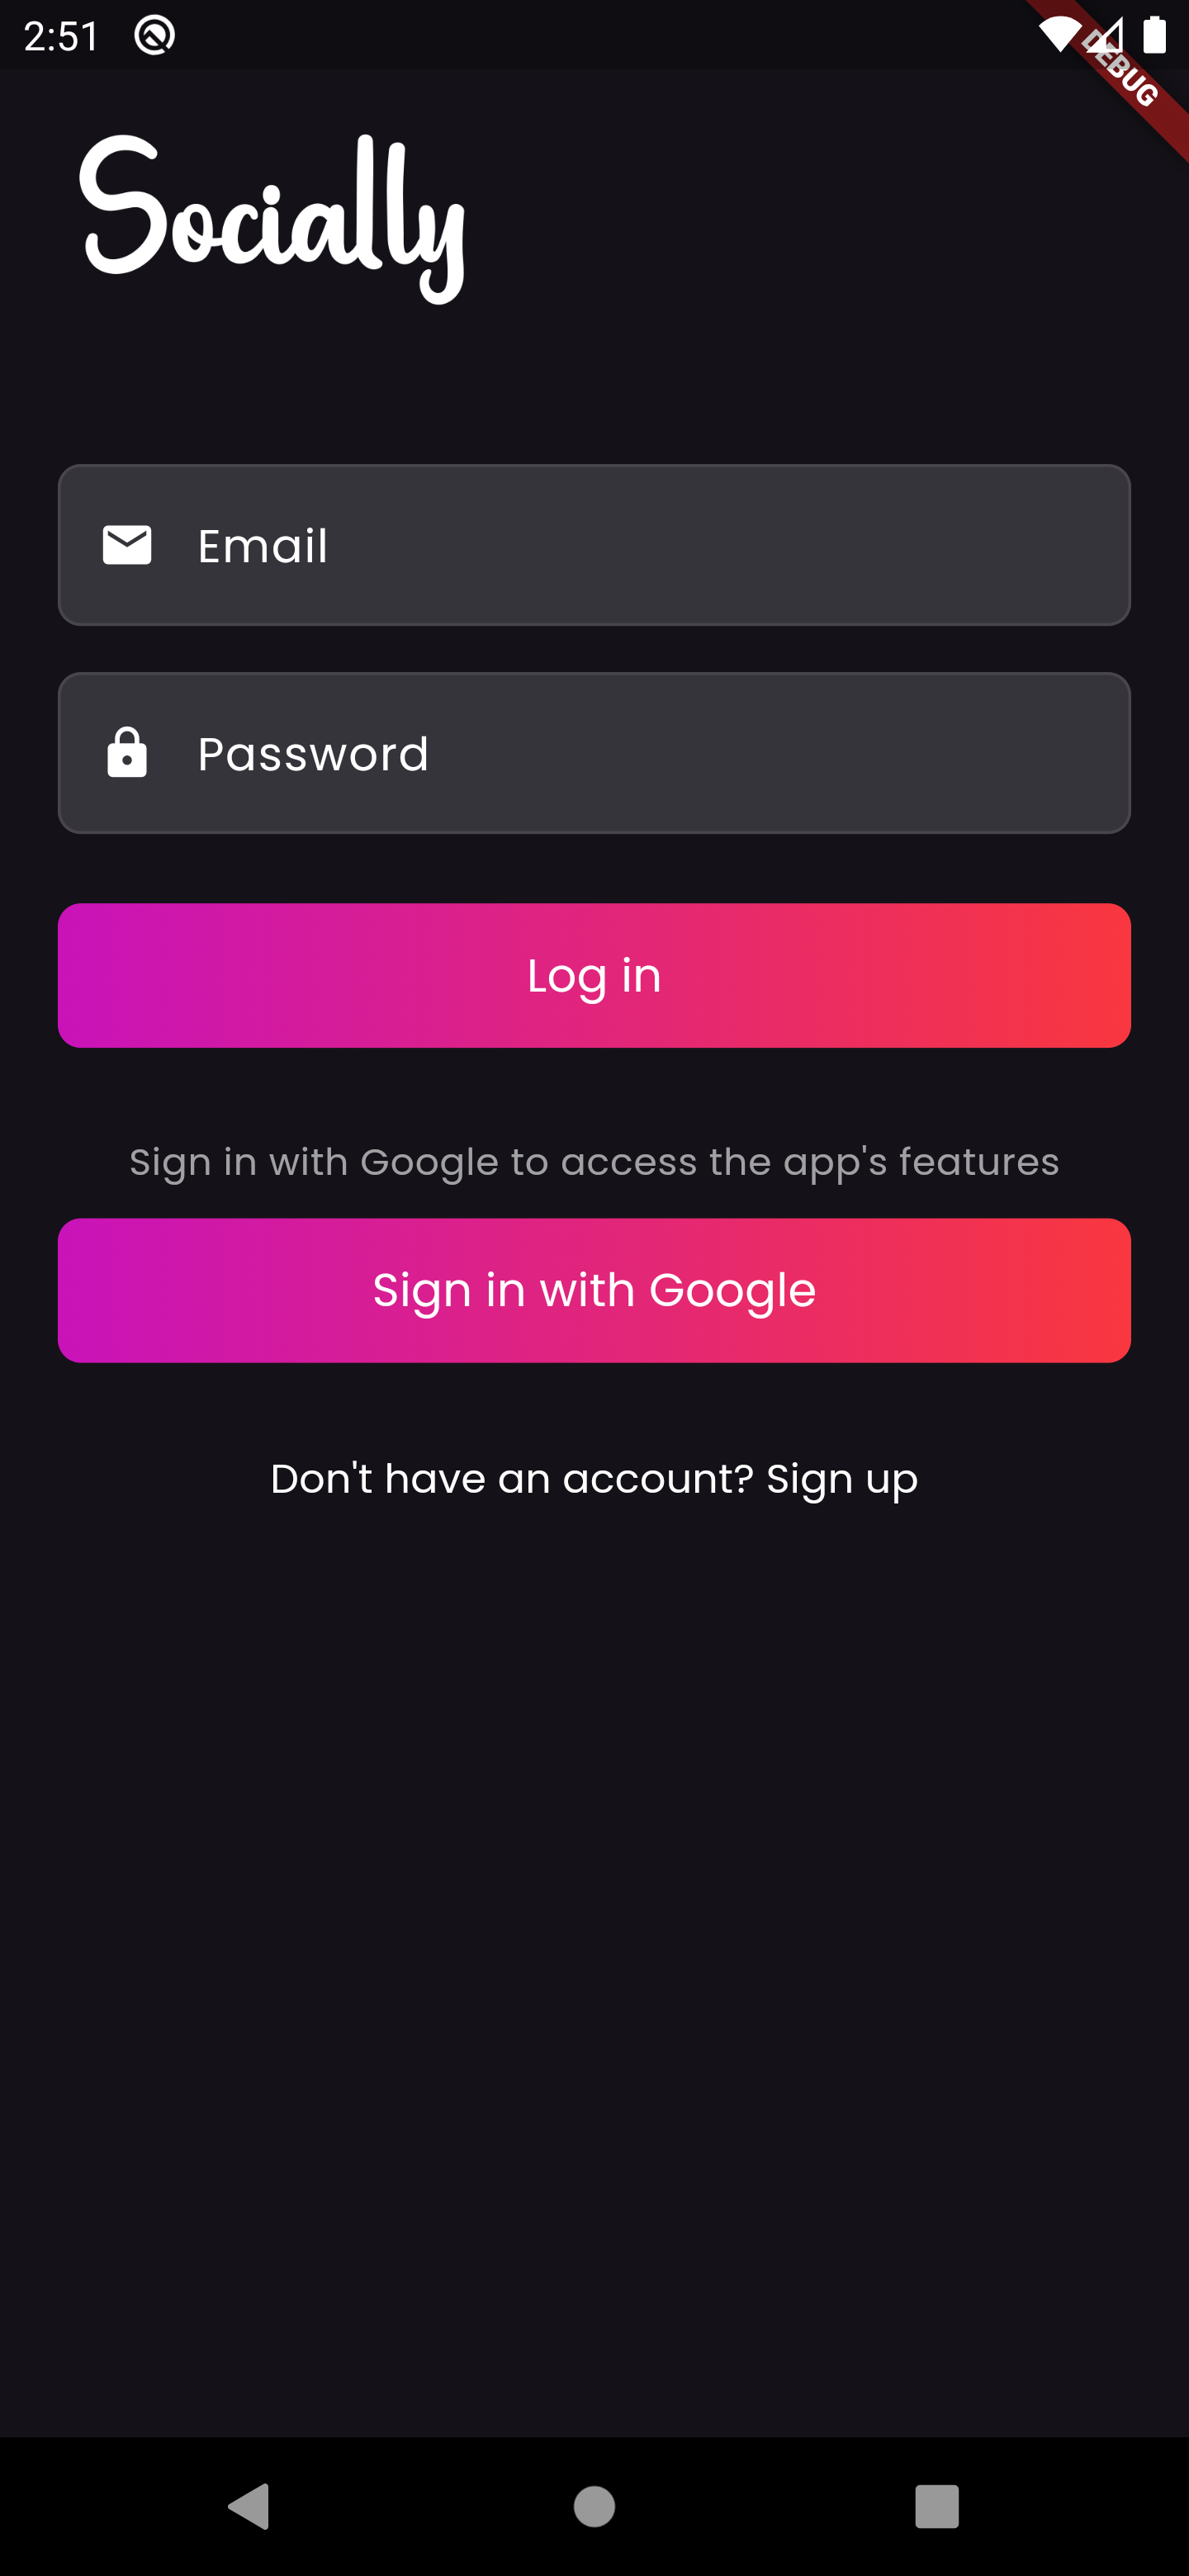 2:51
DEBUG
Socially
Email
Password
Log in
Sign in with Google to access the app's features
Sign in with Google
Don't have an account? Sign up